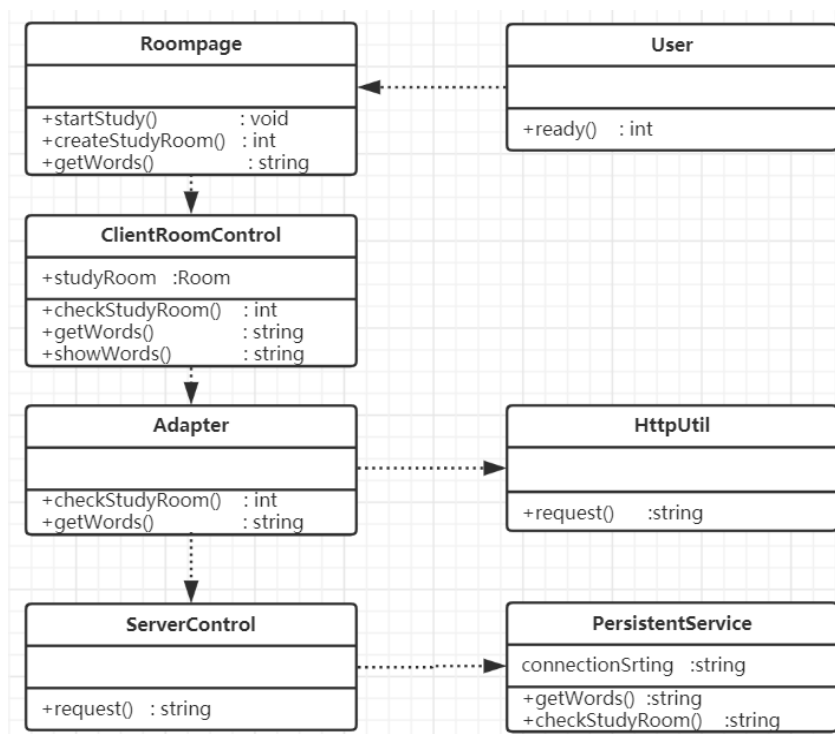 Roompage
+startStudy() : void
+createStudyRoom() : int
+getWords() : string
User
+ready() : int
ClientRoomControl
+studyRoom :Room
+checkStudyRoom() : int
+getWords() : string
+showWords() : string
Adapter
+checkStudyRoom() : int
+getWords() : string
HttpUtil
+request() :string
ServerControl
+request() : string
PersistentService
connectionSrting :string
+getWords() :string
+checkStudyRoom() :string